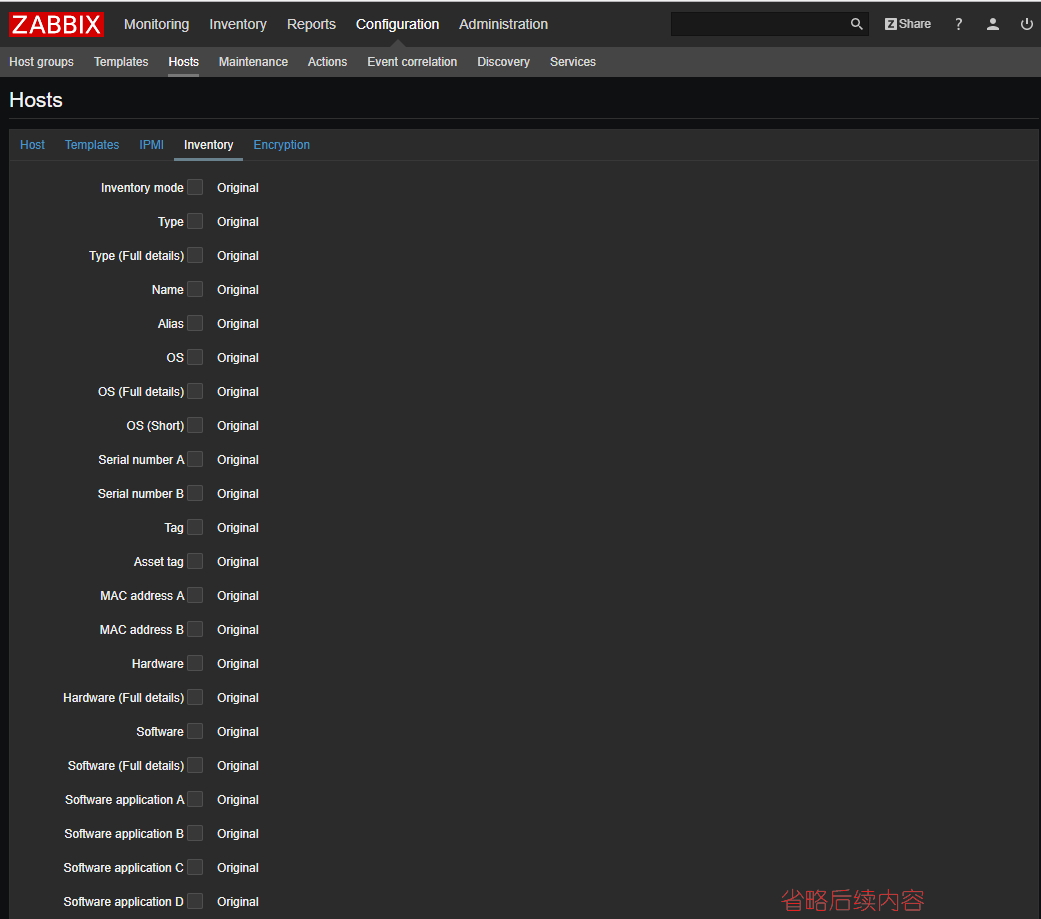 ZABBIX Monitoring Inventory Reports Configuration Administration Z Share ?
Host groups Templates Hosts Maintenance Actions Event correlation Discovery Services
Hosts
Host Templates IPMI Inventory Encryption
Inventory mode Original
Type Original
Type (Full details) Original
Name Original
Alias Original
OS Original
OS (Full details) Original
OS (Short) Original
Serial number A Original
Serial number B Original
Tag Original
Asset tag Original
MAC address A Original
MAC address B Original
Hardware Original
Hardware (Full details) Original
Software Original
Software (Full details) Original
Software application A Original
Software application B Original
Software application C Original
Software application D Original
省略后续内容